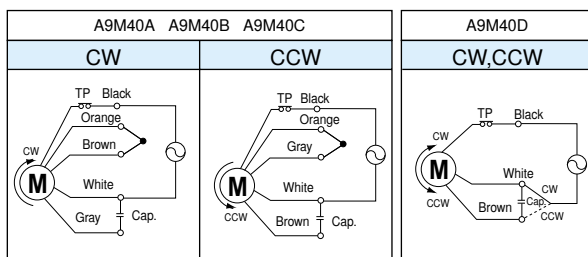 A9M40A A9M40B A9M40C
CW
TP Black
Orange
CW
Brown
M
White
Gray
Cap.
CCW
TP Black
Orange
Gray
M
White
CCW
Brown
Cap.
A9M40D
CW,CCW
TP
Black
CW
M
White
CW
Cap.
Brown
CCW
CCW